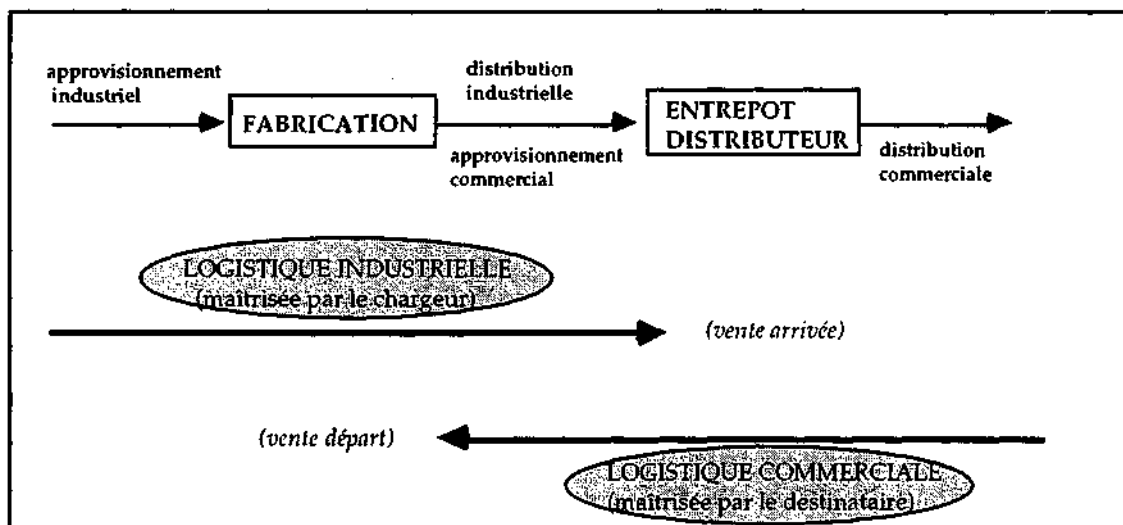 approvisionnement
industriel
FABRICATION
distribution
industrielle
approvisionnement
commercial
ENTREPOT
DISTRIBUTEUR
distribution
commerciale
LOGISTIQUE INDUSTRIELLE
(maîtrisée par le chargeur)
(vente arrivée)
(vente départ)
LOGISTIQUE COMMERCIALE
(maîtrisée par le destinataire)